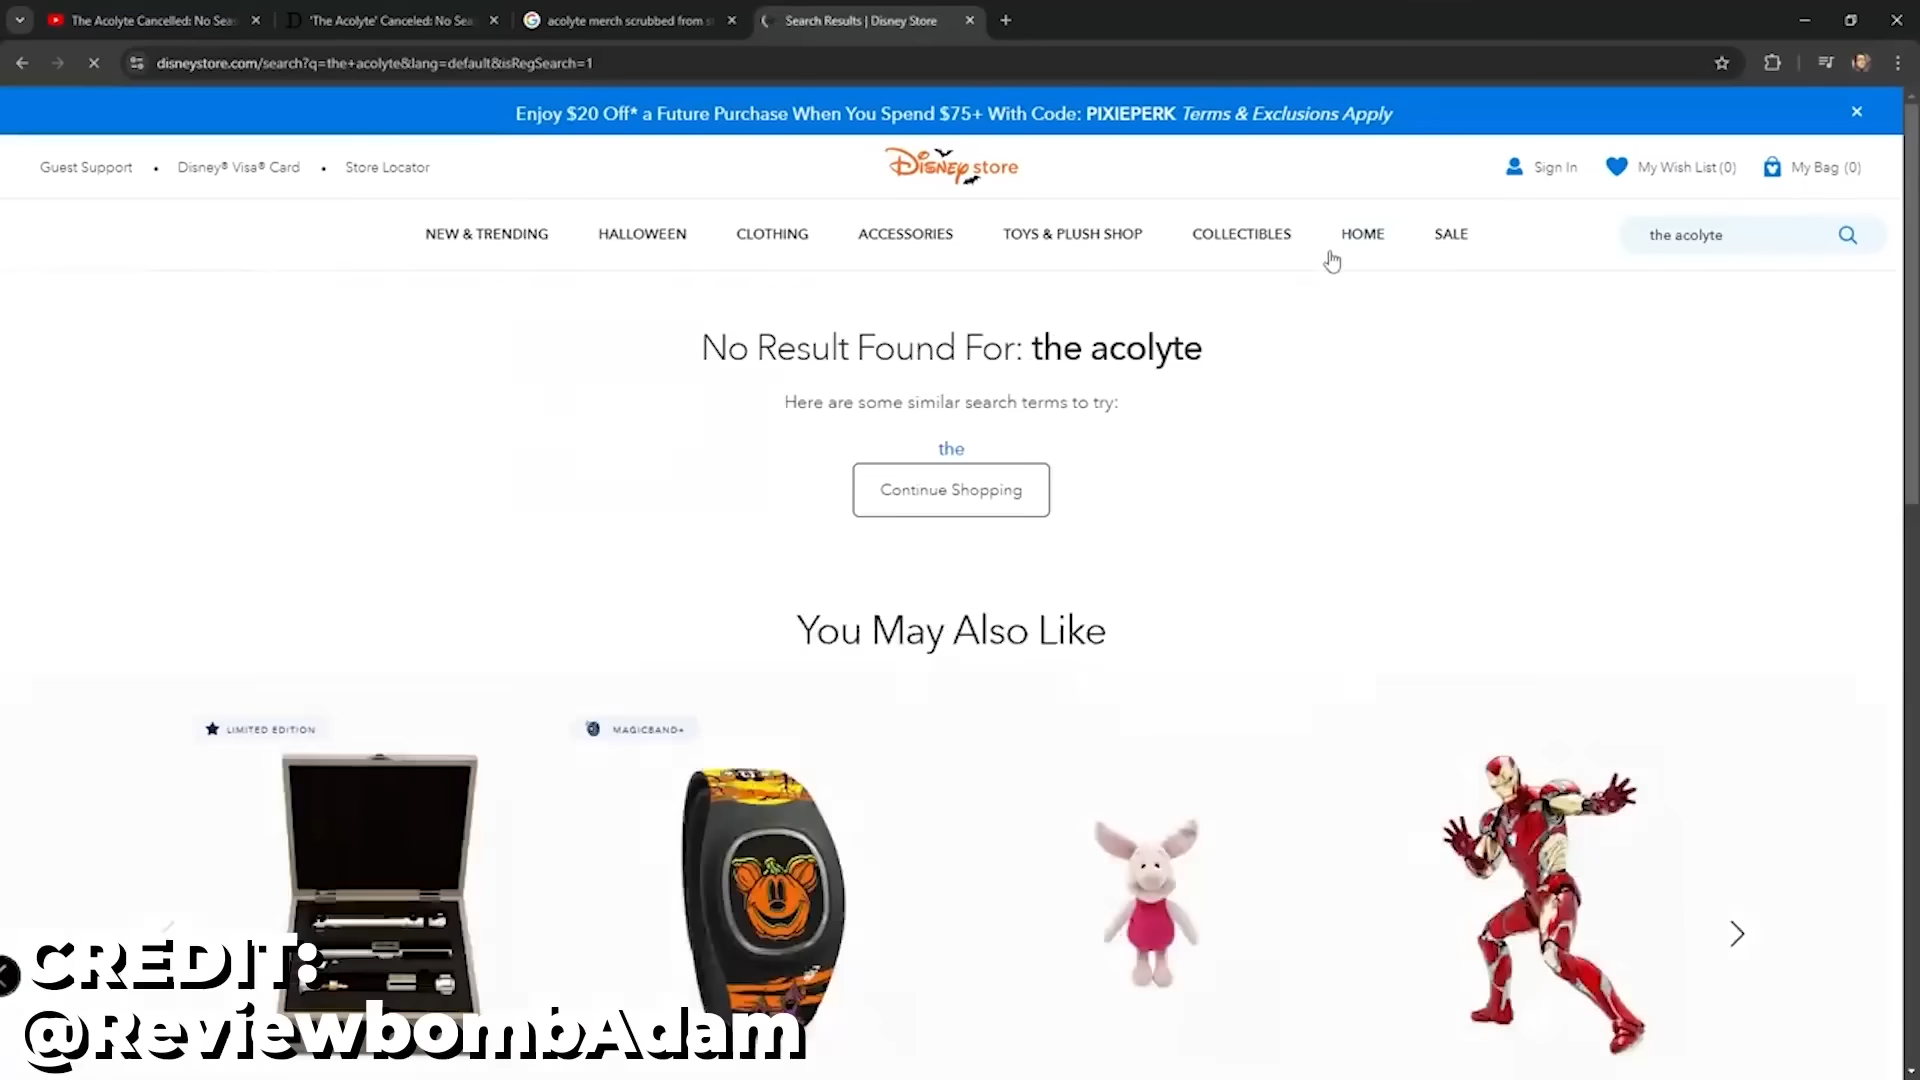 The Acolyte Cancelled: No Sea
'The Acolyte' Canceled: No Sea
acolyte merch scrubbed from s
Search Results | Disney Store
disneystore.com/search?q=the+acolyte&lang=default&isRegSearch=1
Enjoy $20 Off* a Future Purchase When You Spend $75+ With Code: PIXIEPERK Terms & Exclusions Apply
Guest Support • Disney® Visa® Card • Store Locator
Disney store
Sign In
My Wish List (0)
My Bag (0)
NEW & TRENDING
HALLOWEEN
CLOTHING
ACCESSORIES
TOYS & PLUSH SHOP
COLLECTIBLES
HOME
SALE
the acolyte
No Result Found For: the acolyte
Here are some similar search terms to try:
the
Continue Shopping
You May Also Like
LIMITED EDITION
MAGICBAND+
CREDIT:
@ReviewbombAdam